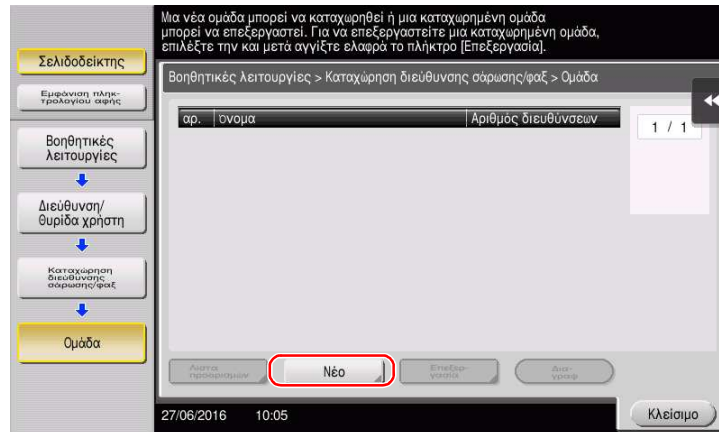 Μια νέα ομάδα μπορεί να καταχωρηθεί ή μια καταχωρημένη ομάδα
μπορεί να επεξεργαστεί. Για να επεξεργαστείτε μια καταχωρημένη ομάδα,
επιλέξτε την και μετά αγγίξτε ελαφρά το πλήκτρο [Επεξεργασία].
Σελιδοδείκτης
Εμφάνιση πληκ-
τρολογίου αφής
Βοηθητικές λειτουργίες > Καταχώρηση διεύθυνσης σάρωσης/φαξ > Ομάδα
αρ. Όνομα Αριθμός διευθύνσεων
1 / 1
Βοηθητικές
λειτουργίες
Διεύθυνση/
Θυρίδα χρήστη
Καταχώρηση
διεύθυνσης
σάρωσης/φαξ
Ομάδα
Λίστα
προορισμών
Νέο
Επεξερ-
γασία
Δια-
γραφ
27/06/2016 10:05
Κλείσιμο